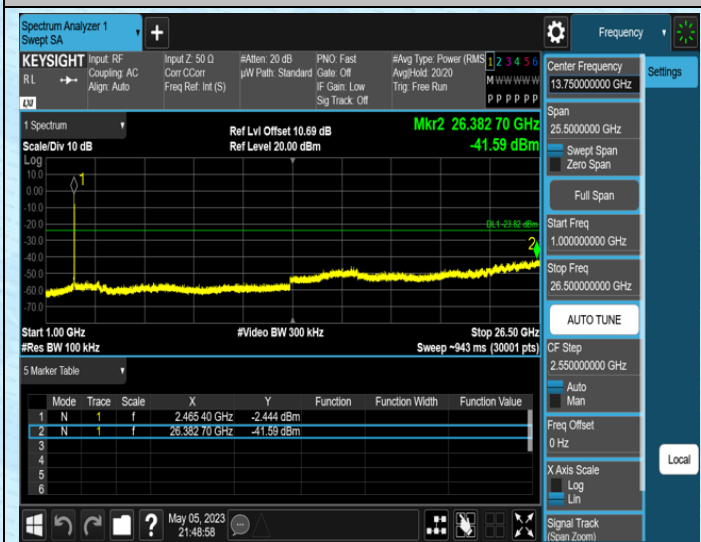 Spectrum Analyzer 1
Swept SA
+
Frequency
KEYSIGHT
RL
LXI
Input: RF
Coupling: AC
Align: Auto
Input Z: 50 Ω
Corr CCorr
Freq Ref: Int (S)
#Atten: 20 dB
µW Path: Standard
PNO: Fast
Gate: Off
IF Gain: Low
Sig Track: Off
#Avg Type: Power (RMS
Avg|Hold: 20/20
Trig: Free Run
1 2 3 4 5 6
M W W W W W
P P P P P P
1 Spectrum
Scale/Div 10 dB
Ref Lvl Offset 10.69 dB
Ref Level 20.00 dBm
Mkr2 26.382 70 GHz
-41.59 dBm
Log
10.0
0.00
-10.0
-20.0
-30.0
-40.0
-50.0
-60.0
-70.0
1
DL1 -23.82 dBm
2
Start 1.00 GHz
#Res BW 100 kHz
#Video BW 300 kHz
Stop 26.50 GHz
Sweep ~943 ms (30001 pts)
5 Marker Table
Mode Trace Scale X Y Function Function Width Function Value
1 N 1 f 2.465 40 GHz -2.444 dBm
2 N 1 f 26.382 70 GHz -41.59 dBm
3
4
5
6
?
May 05, 2023
21:48:58
Center Frequency
13.750000000 GHz
Settings
Span
25.5000000 GHz
Swept Span
Zero Span
Full Span
Start Freq
1.000000000 GHz
Stop Freq
26.500000000 GHz
AUTO TUNE
CF Step
2.550000000 GHz
Auto
Man
Freq Offset
0 Hz
Local
X Axis Scale
Log
Lin
Signal Track
(Span Zoom)